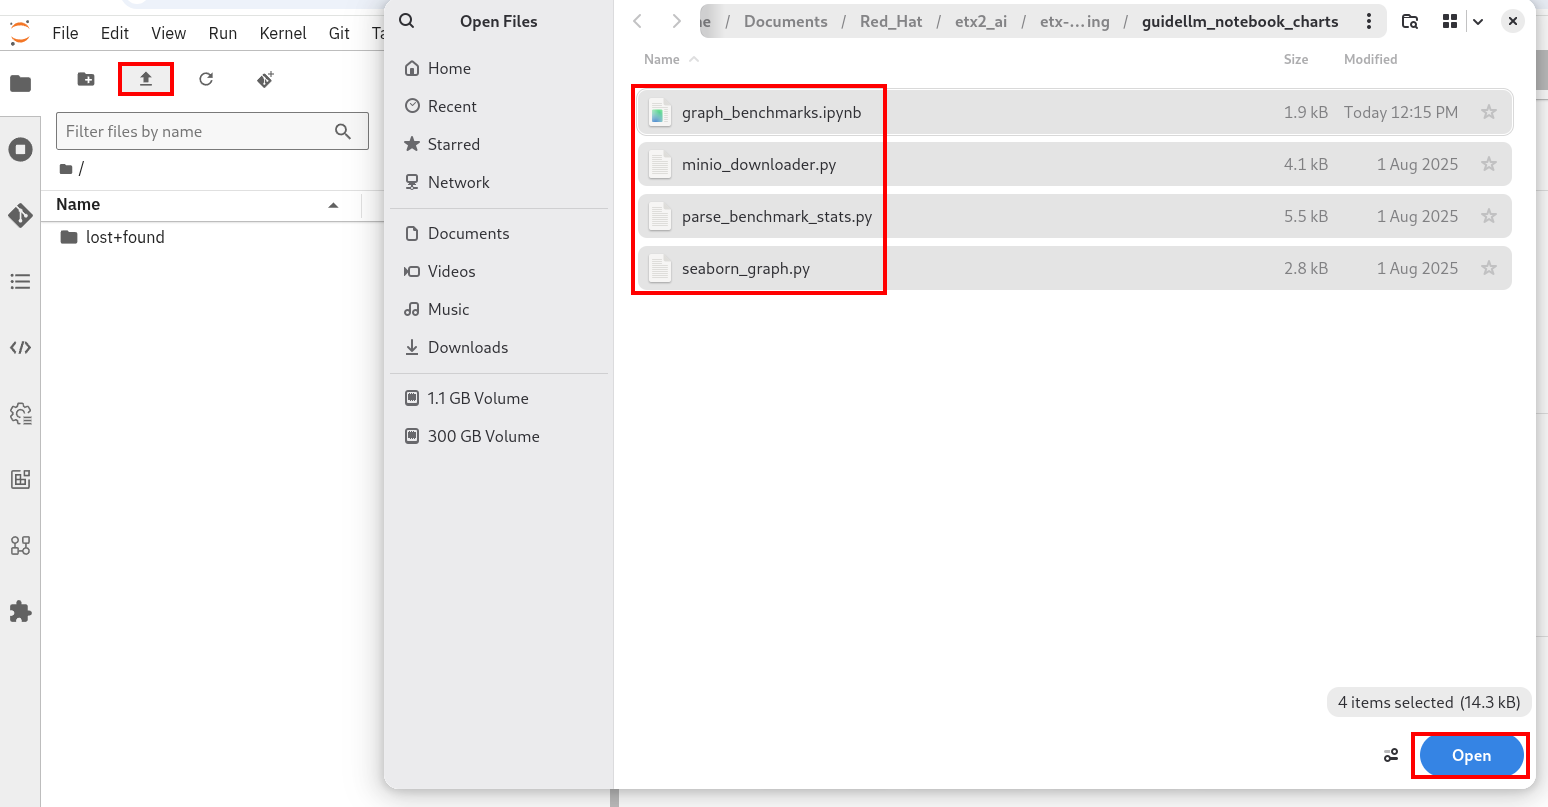 File Edit View Run Kernel Git Ta
Filter files by name
/
Name
lost+found
Open Files
Home
Recent
Starred
Network
Documents
Videos
Music
Downloads
1.1 GB Volume
300 GB Volume
ne / Documents / Red_Hat / etx2_ai / etx-...ing / guidellm_notebook_charts
Name Size Modified
graph_benchmarks.ipynb 1.9 kB Today 12:15 PM
minio_downloader.py 4.1 kB 1 Aug 2025
parse_benchmark_stats.py 5.5 kB 1 Aug 2025
seaborn_graph.py 2.8 kB 1 Aug 2025
4 items selected (14.3 kB)
Open